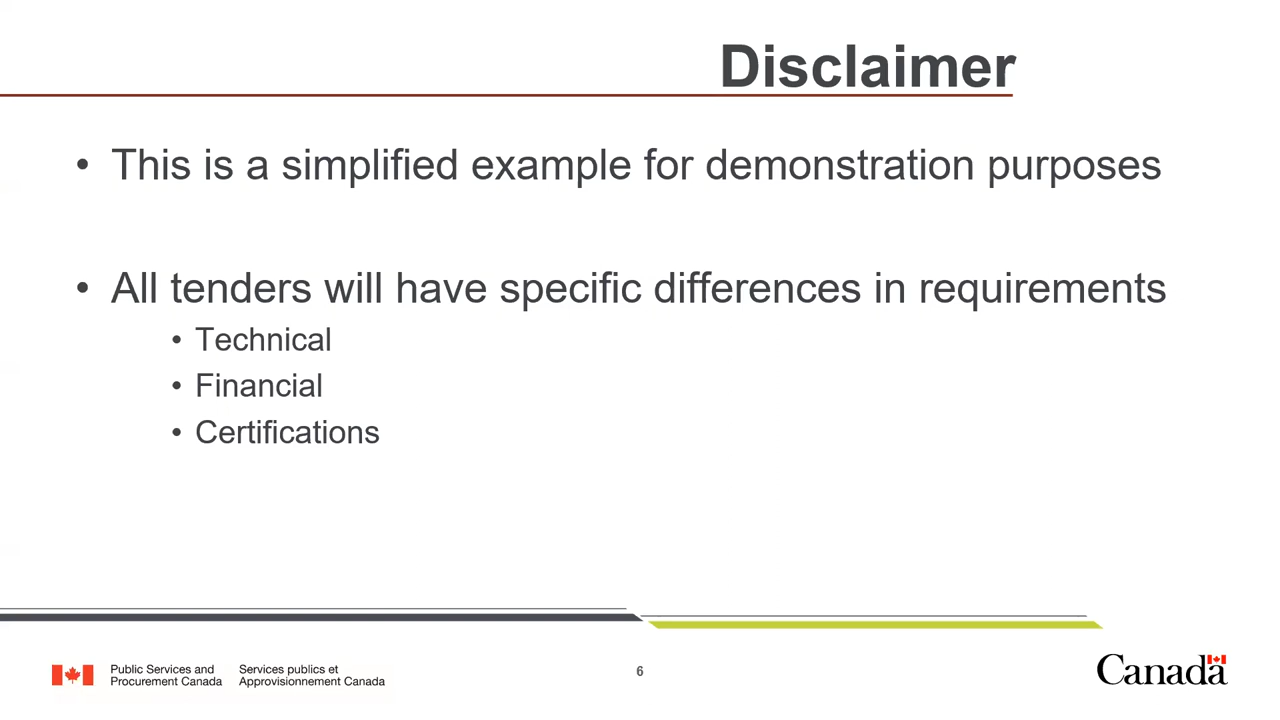 Disclaimer
• This is a simplified example for demonstration purposes
• All tenders will have specific differences in requirements
• Technical
• Financial
• Certifications
Public Services and
Procurement Canada
Services publics et
Approvisionnement Canada
6
Canada